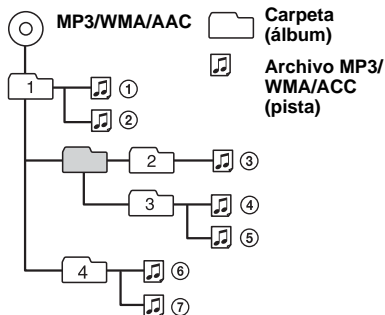 MP3/WMA/AAC
Carpeta
(álbum)
Archivo MP3/
WMA/ACC
(pista)
1
①
②
2
③
3
④
⑤
4
⑥
⑦